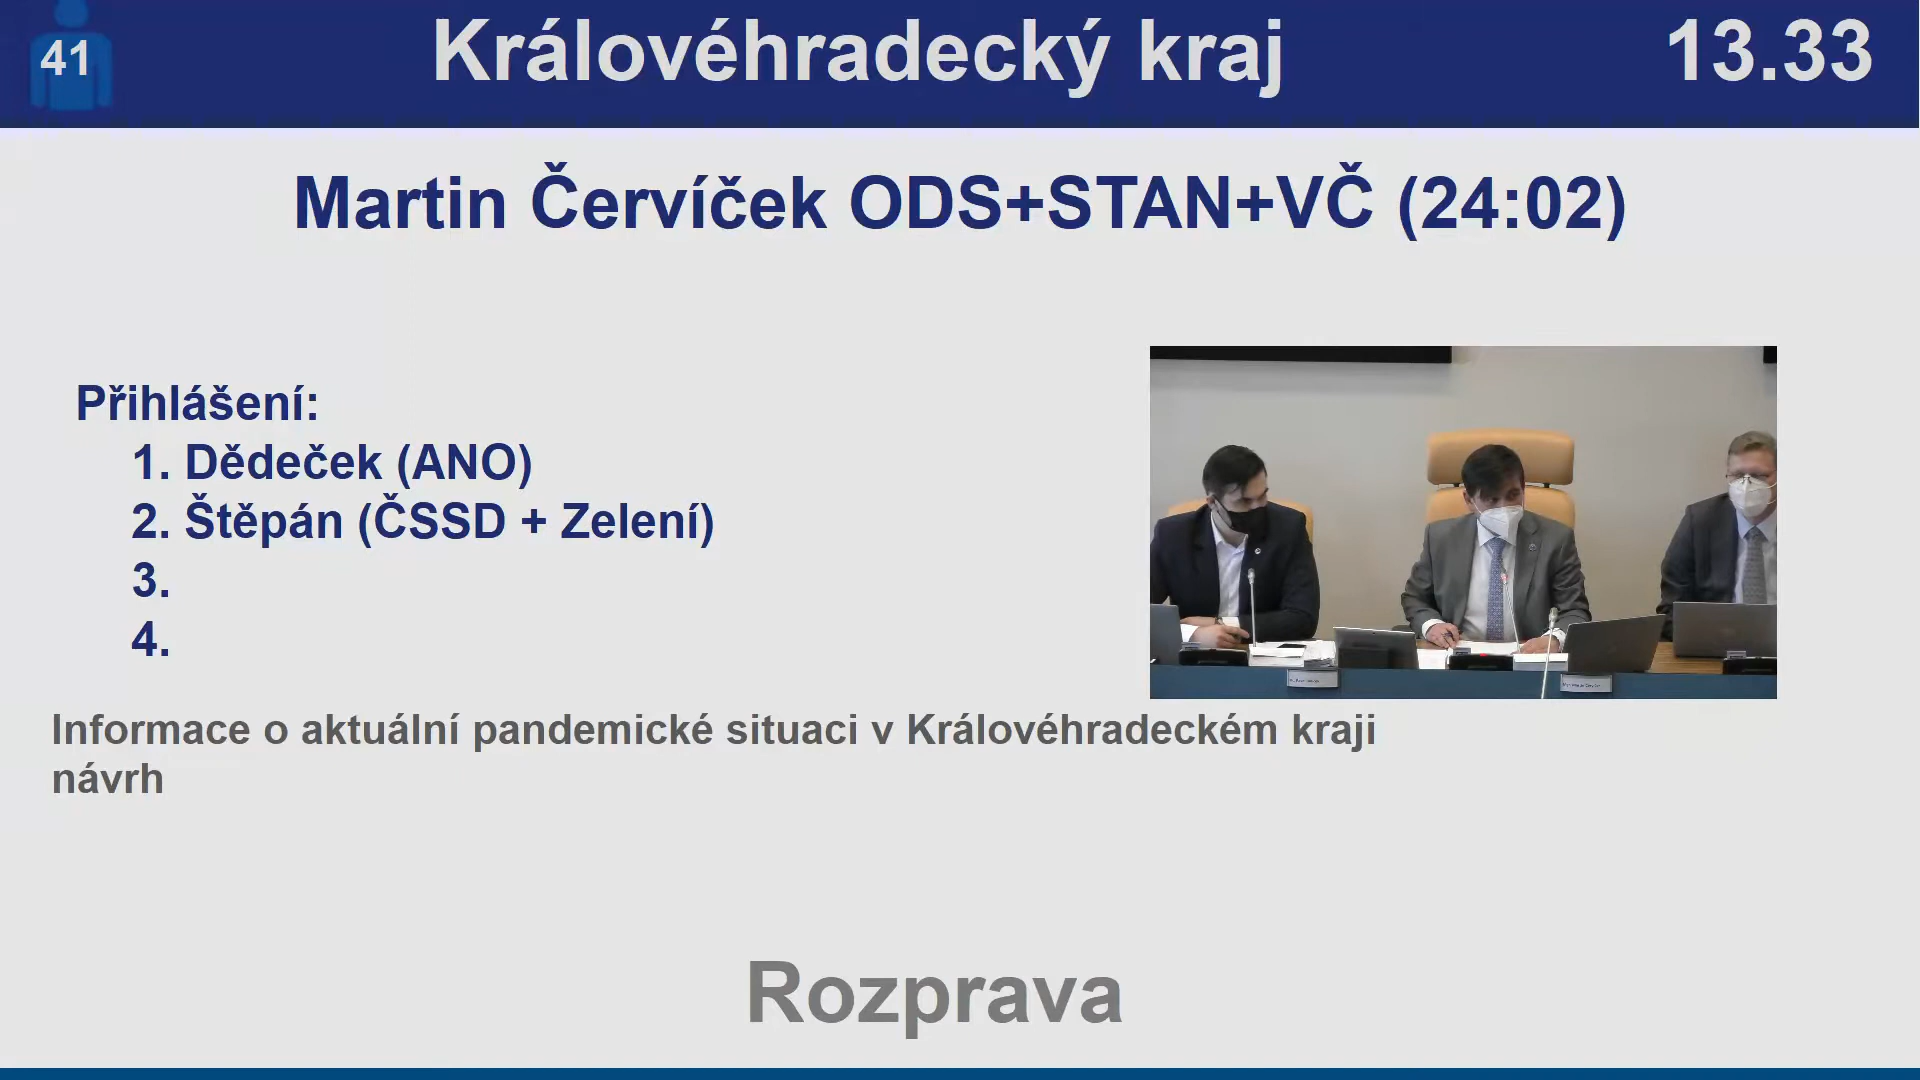 41
Královéhradecký kraj
13.33
Martin Červíček ODS+STAN+VČ (24:02)
Přihlášení:
1. Dědeček (ANO)
2. Štěpán (ČSSD + Zelení)
3.
4.
Informace o aktuální pandemické situaci v Královéhradeckém kraji
návrh
Rozprava